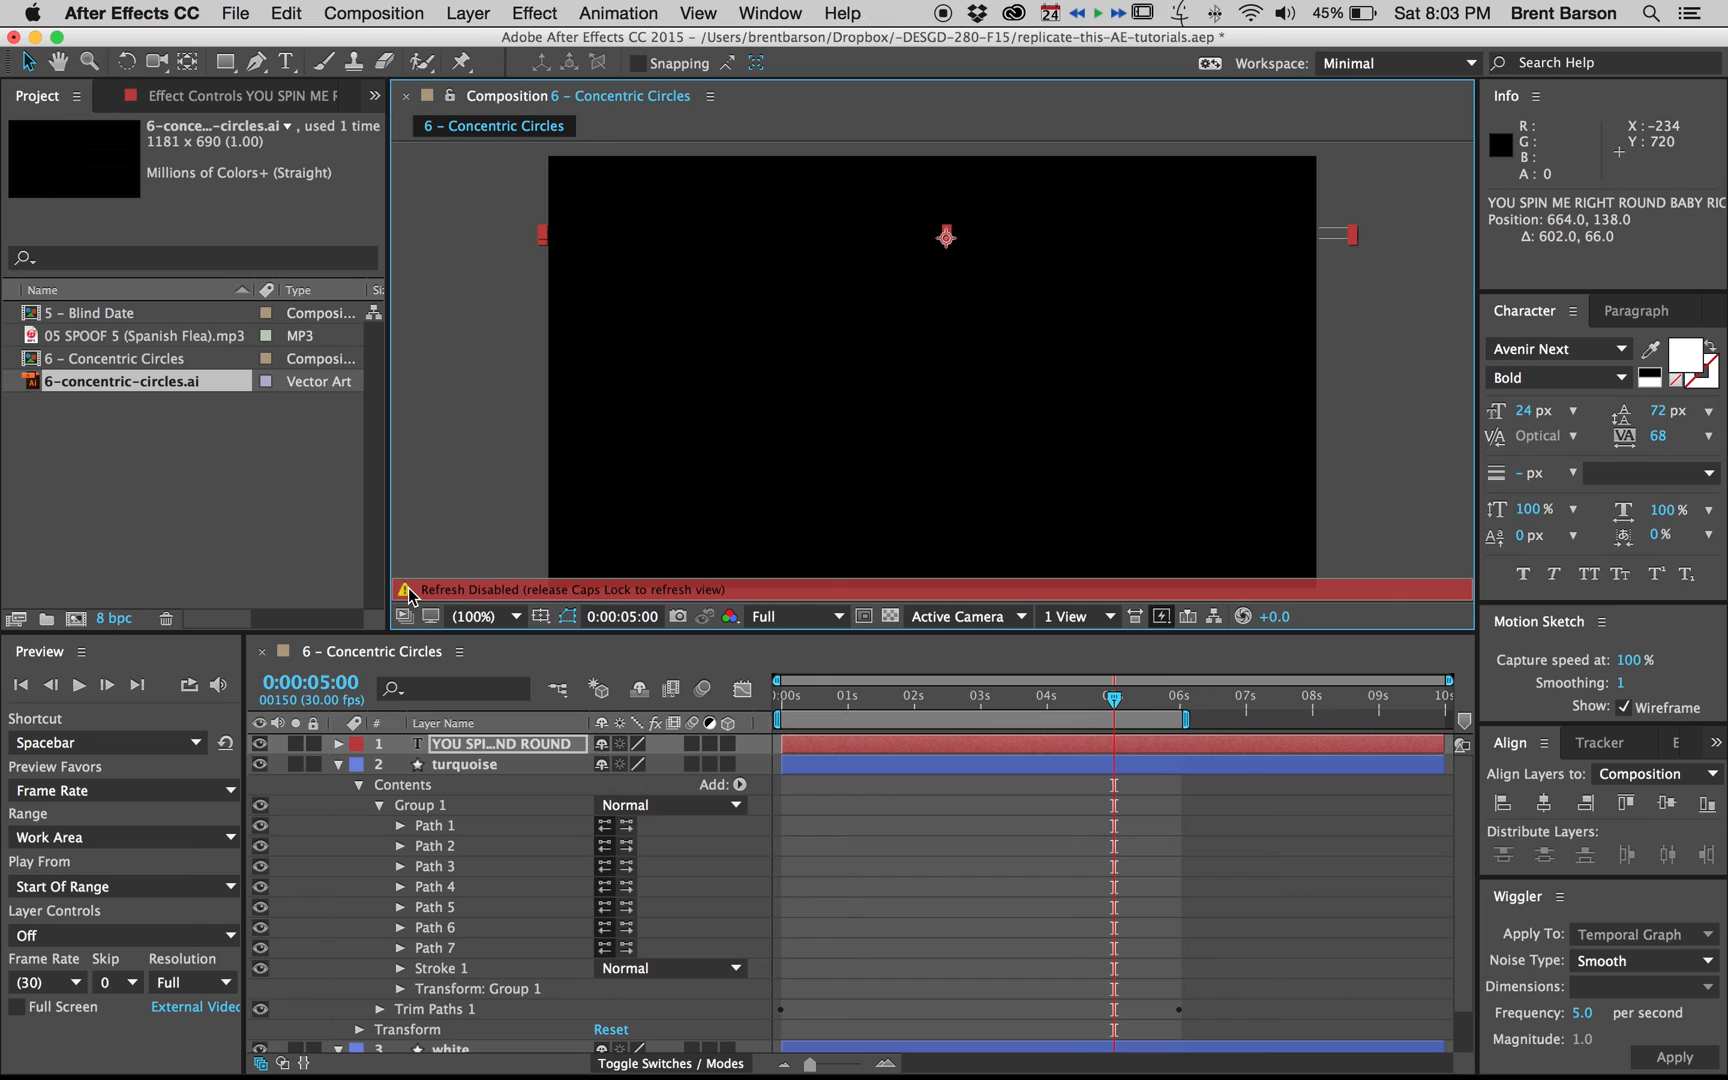 After Effects CC File Edit Composition Layer Effect Animation View Window Help 24 45% Sat 8:03 PM Brent Barson
Adobe After Effects CC 2015 - /Users/brentbarson/Dropbox/-DESGD-280-F15/replicate-this-AE-tutorials.aep *
Snapping Workspace: Minimal Search Help
Project Effect Controls YOU SPIN ME F
6-conce...-circles.ai , used 1 time
1181 x 690 (1.00)
Millions of Colors+ (Straight)
Name Type Siz
5 – Blind Date Composi...
05 SPOOF 5 (Spanish Flea).mp3 MP3
6 – Concentric Circles Composi...
6-concentric-circles.ai Vector Art
8 bpc
Composition 6 – Concentric Circles
6 – Concentric Circles
Refresh Disabled (release Caps Lock to refresh view)
(100%) 0:00:05:00 Full Active Camera 1 View +0.0
Info
R:
G:
B:
A: 0
X: -234
Y: 720
YOU SPIN ME RIGHT ROUND BABY RIC
Position: 664.0, 138.0
Δ: 602.0, 66.0
Character Paragraph
Avenir Next
Bold
24 px 72 px
Optical 68
- px
100 % 100 %
0 px 0 %
T T TT Tт T¹ T₁
Motion Sketch
Capture speed at: 100 %
Smoothing: 1
Show: Wireframe
Align Tracker E
Align Layers to: Composition
Distribute Layers:
Wiggler
Apply To: Temporal Graph
Noise Type: Smooth
Dimensions:
Frequency: 5.0 per second
Magnitude: 1.0
Apply
Preview
Shortcut
Spacebar
Preview Favors
Frame Rate
Range
Work Area
Play From
Start Of Range
Layer Controls
Off
Frame Rate Skip Resolution
(30) 0 Full
Full Screen External Videc
6 – Concentric Circles
0:00:05:00
00150 (30.00 fps)
):00s 01s 02s 03s 04s 06s 07s 08s 09s 10s
# Layer Name fx
1 T YOU SPI...ND ROUND
2 turquoise
Contents Add:
Group 1 Normal
Path 1
Path 2
Path 3
Path 4
Path 5
Path 6
Path 7
Stroke 1 Normal
Transform: Group 1
Trim Paths 1
Transform Reset
3 white
Toggle Switches / Modes